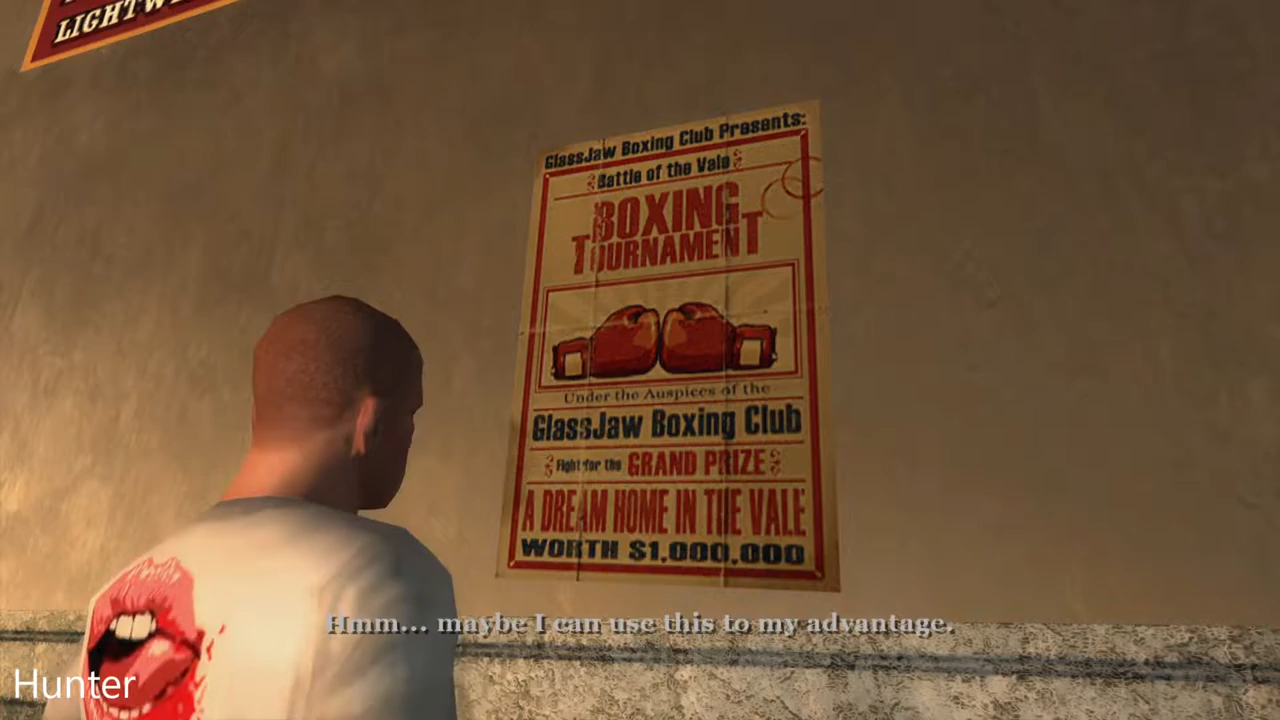 LIGHTW
GlassJaw Boxing Club Presents:
Battle of the Vale
BOXING
TOURNAMENT
Under the Auspices of the
GlassJaw Boxing Club
Fight for the GRAND PRIZE
A DREAM HOME IN THE VALE
WORTH $1,000,000
Hmm... maybe I can use this to my advantage.
Hunter